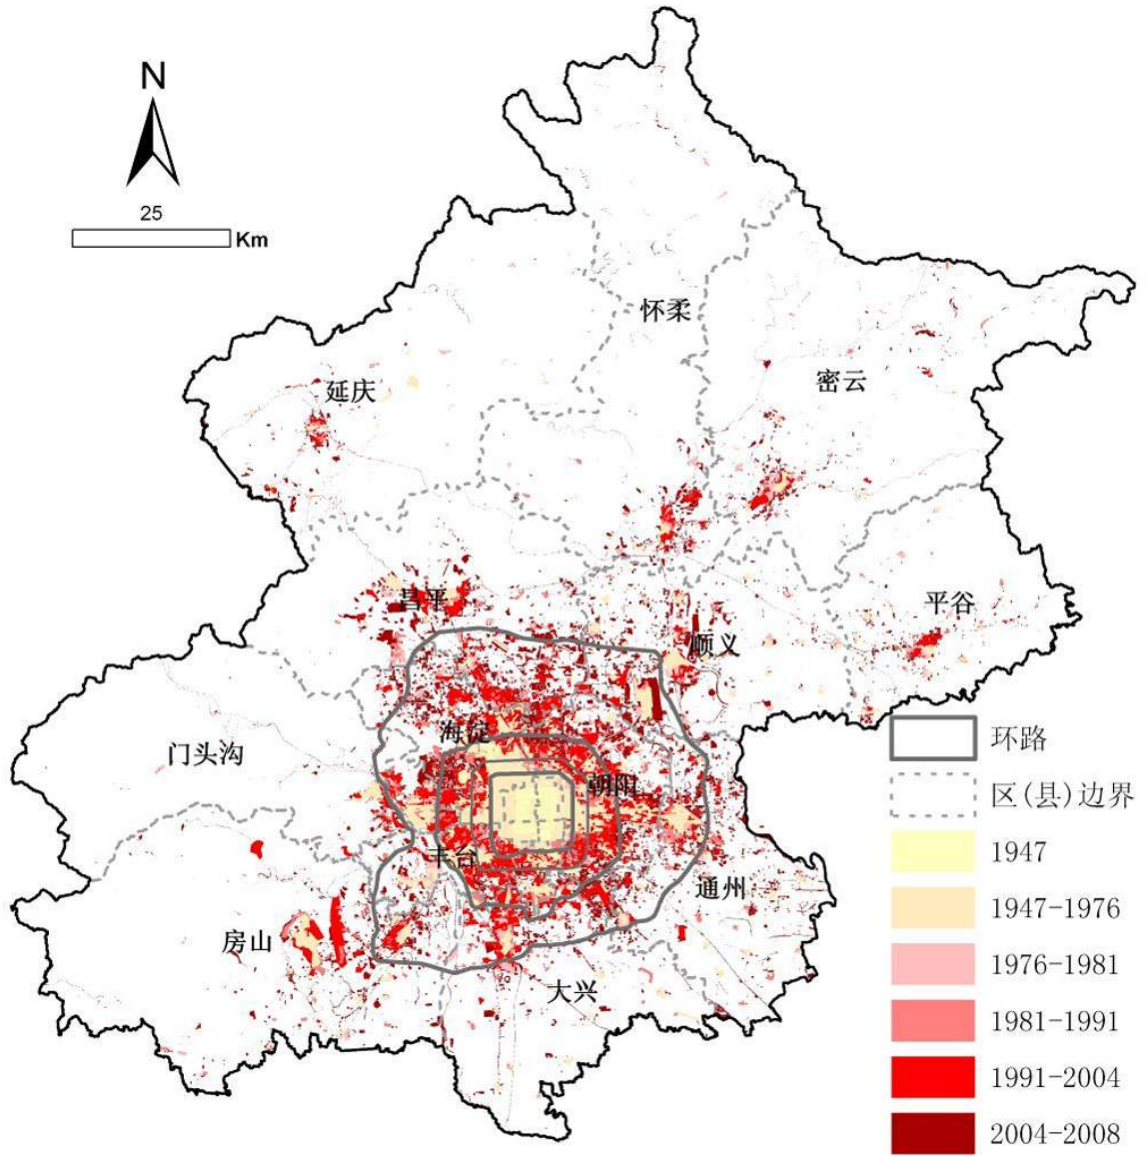 N
25
Km
怀柔
密云
延庆
昌平
平谷
顺义
海淀
门头沟
朝阳
丰台
通州
房山
大兴
环路
区(县)边界
1947
1947-1976
1976-1981
1981-1991
1991-2004
2004-2008